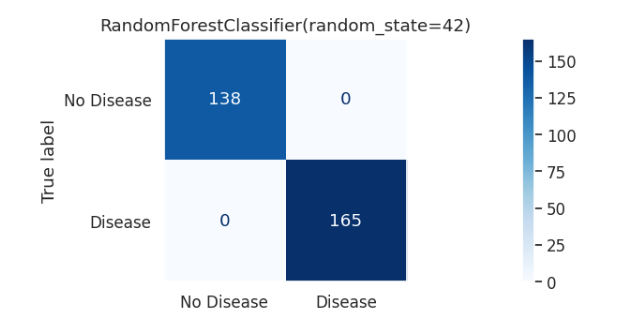 RandomForestClassifier(random_state=42)
No Disease
138
0
150
125
100
75
50
25
0
True label
Disease
0
165
No Disease
Disease